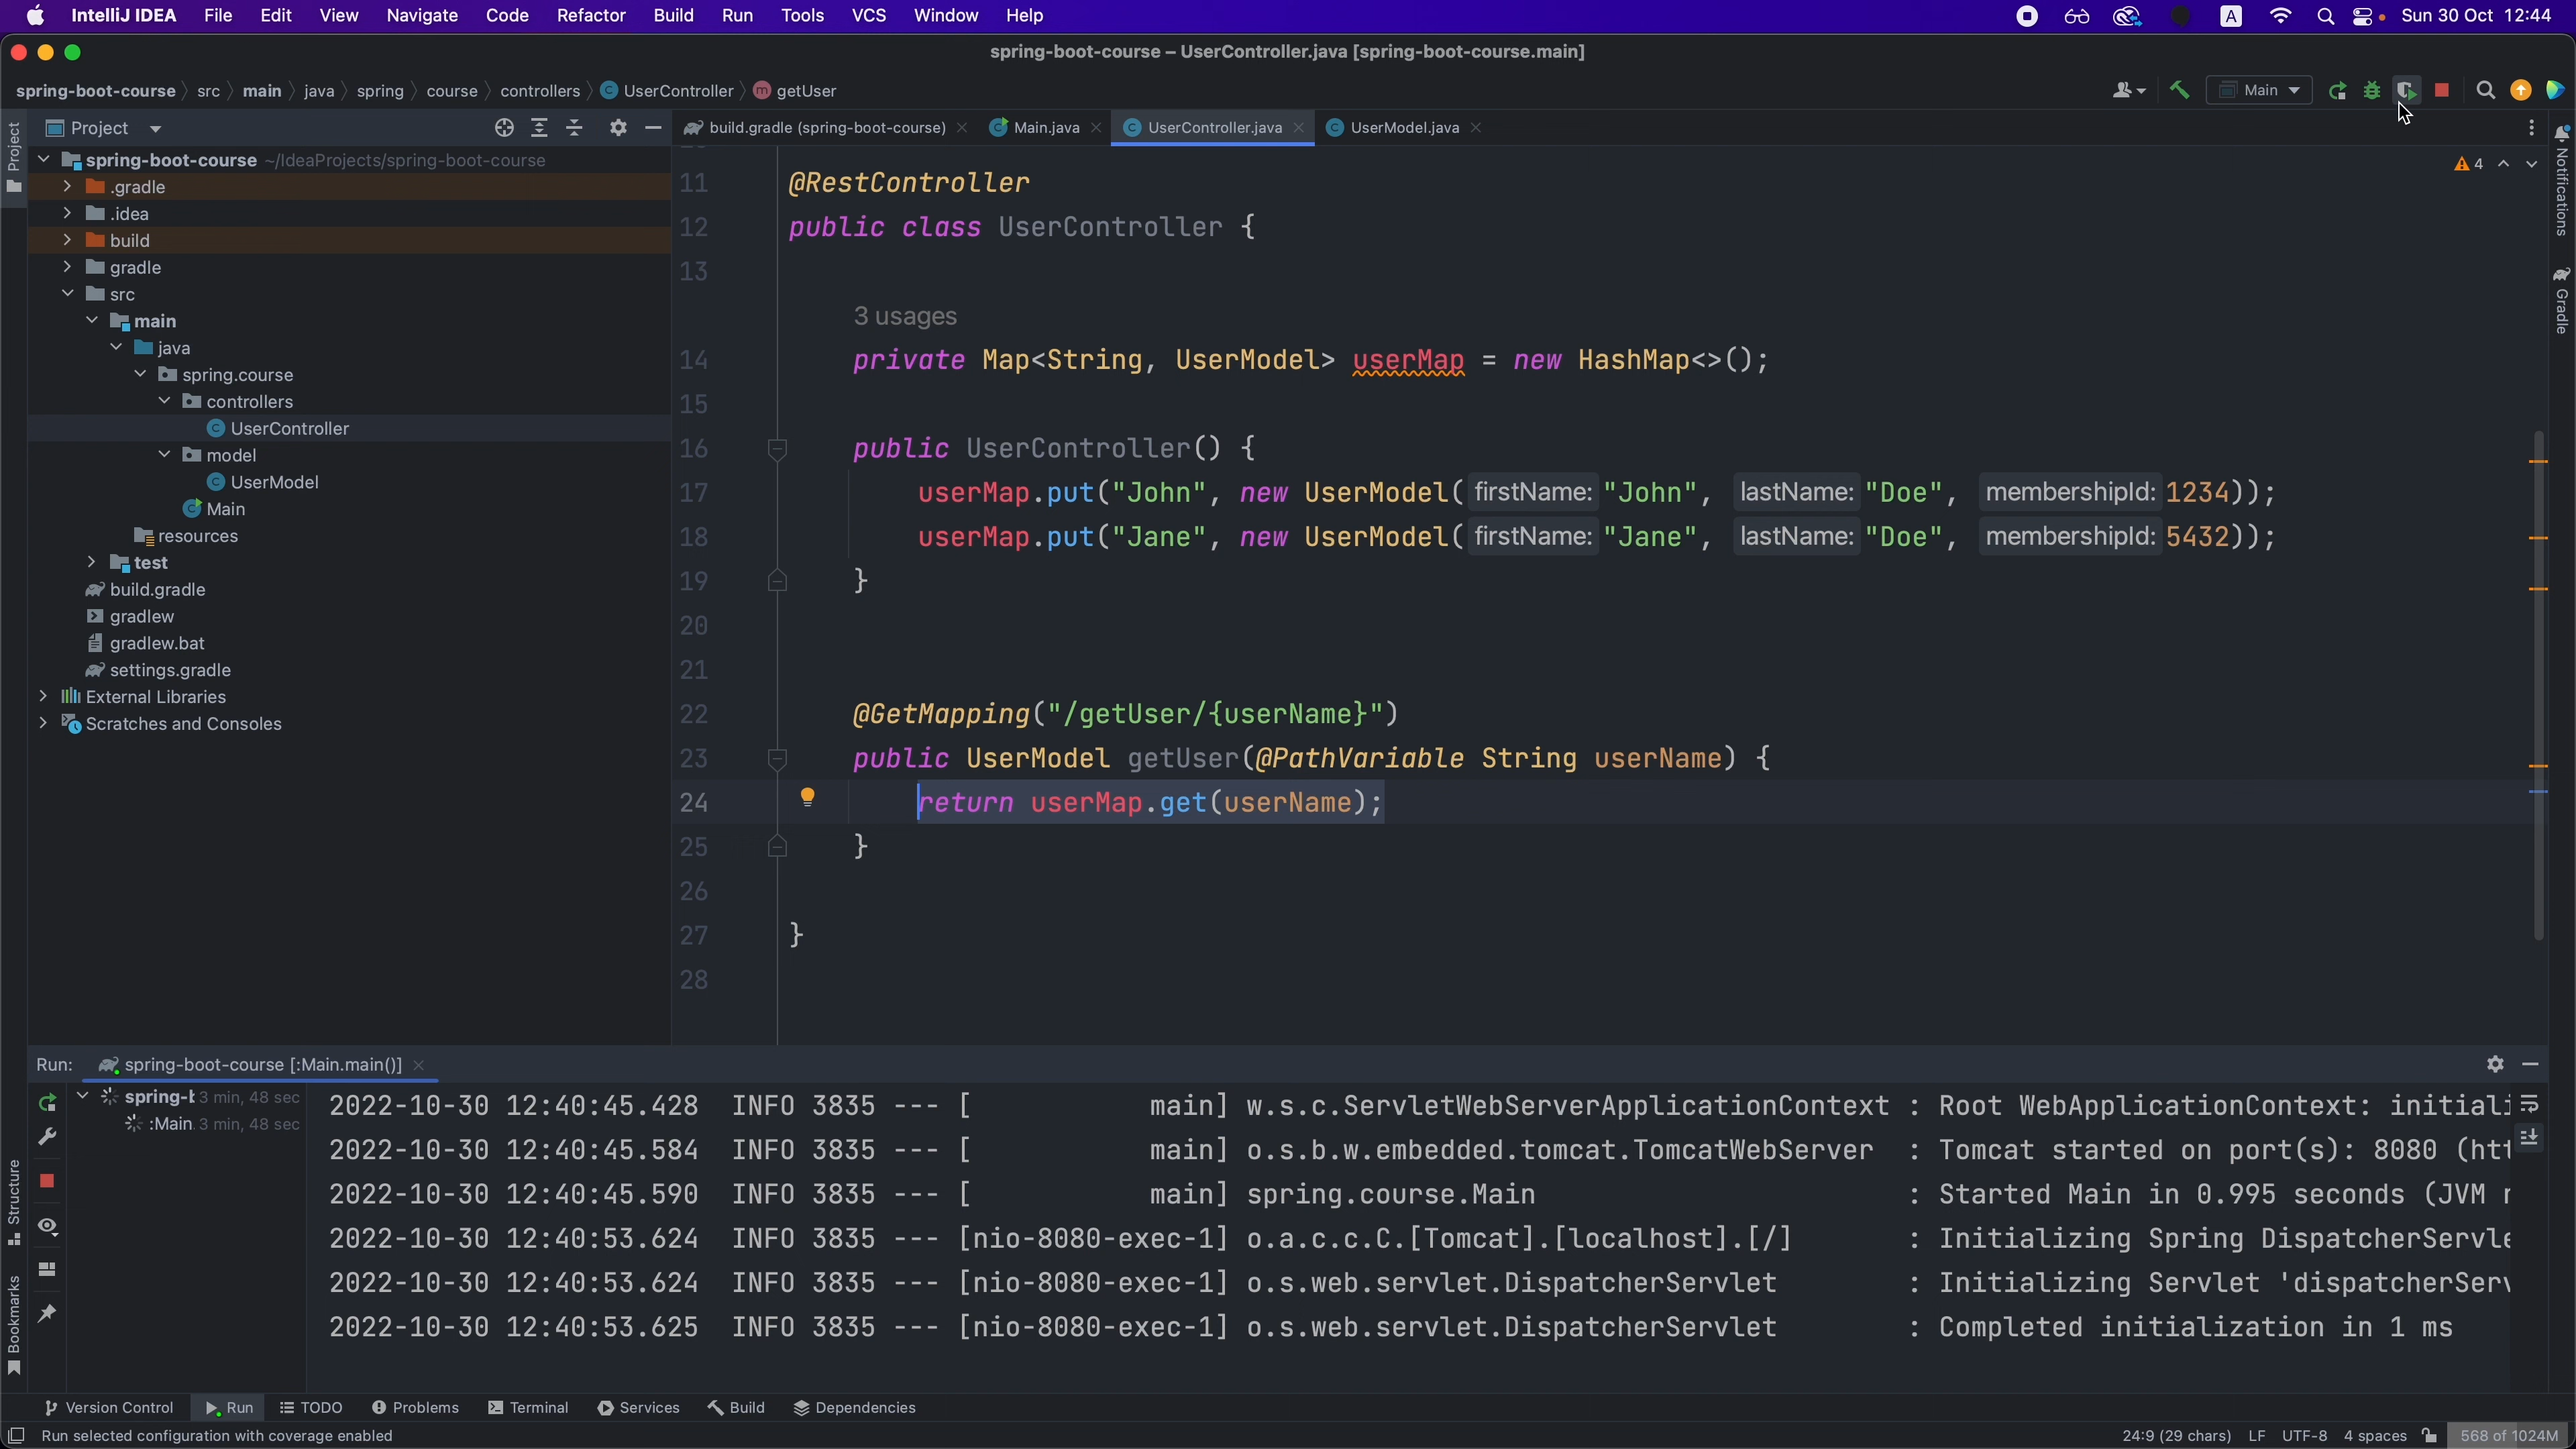 IntelliJ IDEA File Edit View Navigate Code Refactor Build Run Tools VCS Window Help A Sun 30 Oct 12:44
spring-boot-course – UserController.java [spring-boot-course.main]
spring-boot-course src main java spring course controllers C UserController m getUser Main
Project
build.gradle (spring-boot-course) Main.java C UserController.java C UserModel.java
spring-boot-course ~/IdeaProjects/spring-boot-course
.gradle
.idea
build
gradle
src
main
java
spring.course
controllers
C UserController
model
C UserModel
C Main
resources
test
build.gradle
gradlew
gradlew.bat
settings.gradle
External Libraries
Scratches and Consoles
4
11 @RestController
12 public class UserController {
13
3 usages
14 private Map<String, UserModel> userMap = new HashMap<>();
15
16 public UserController() {
17 userMap.put("John", new UserModel( firstName: "John", lastName: "Doe", membershipId: 1234));
18 userMap.put("Jane", new UserModel( firstName: "Jane", lastName: "Doe", membershipId: 5432));
19 }
20
21
22 @GetMapping("/getUser/{userName}")
23 public UserModel getUser(@PathVariable String userName) {
24 return userMap.get(userName);
25 }
26
27 }
28
Project
Structure
Bookmarks
Notifications
Gradle
Run: spring-boot-course [:Main.main()]
spring-b 3 min, 48 sec
:Main. 3 min, 48 sec
2022-10-30 12:40:45.428 INFO 3835 --- [ main] w.s.c.ServletWebServerApplicationContext : Root WebApplicationContext: initiali
2022-10-30 12:40:45.584 INFO 3835 --- [ main] o.s.b.w.embedded.tomcat.TomcatWebServer : Tomcat started on port(s): 8080 (htt
2022-10-30 12:40:45.590 INFO 3835 --- [ main] spring.course.Main : Started Main in 0.995 seconds (JVM r
2022-10-30 12:40:53.624 INFO 3835 --- [nio-8080-exec-1] o.a.c.c.C.[Tomcat].[localhost].[/] : Initializing Spring DispatcherServle
2022-10-30 12:40:53.624 INFO 3835 --- [nio-8080-exec-1] o.s.web.servlet.DispatcherServlet : Initializing Servlet 'dispatcherServ
2022-10-30 12:40:53.625 INFO 3835 --- [nio-8080-exec-1] o.s.web.servlet.DispatcherServlet : Completed initialization in 1 ms
Version Control Run TODO Problems Terminal Services Build Dependencies
Run selected configuration with coverage enabled 24:9 (29 chars) LF UTF-8 4 spaces 568 of 1024M